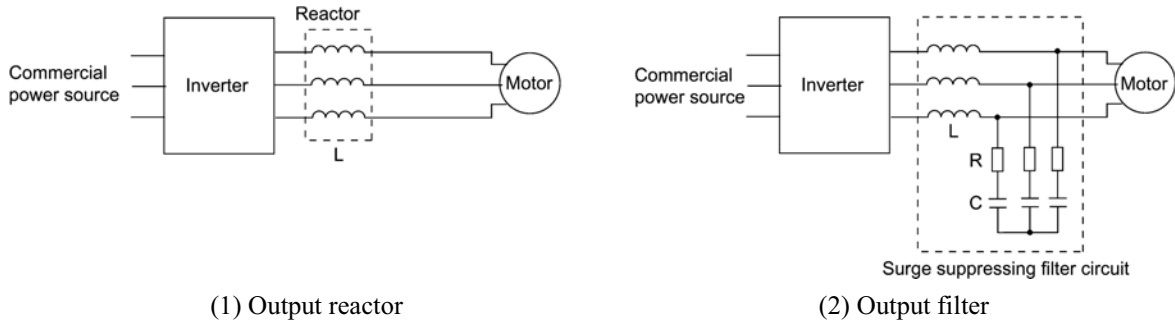 Reactor
Commercial
power source
Inverter
Motor
L
(1) Output reactor
Commercial
power source
Inverter
Motor
L
R
C
Surge suppressing filter circuit
(2) Output filter